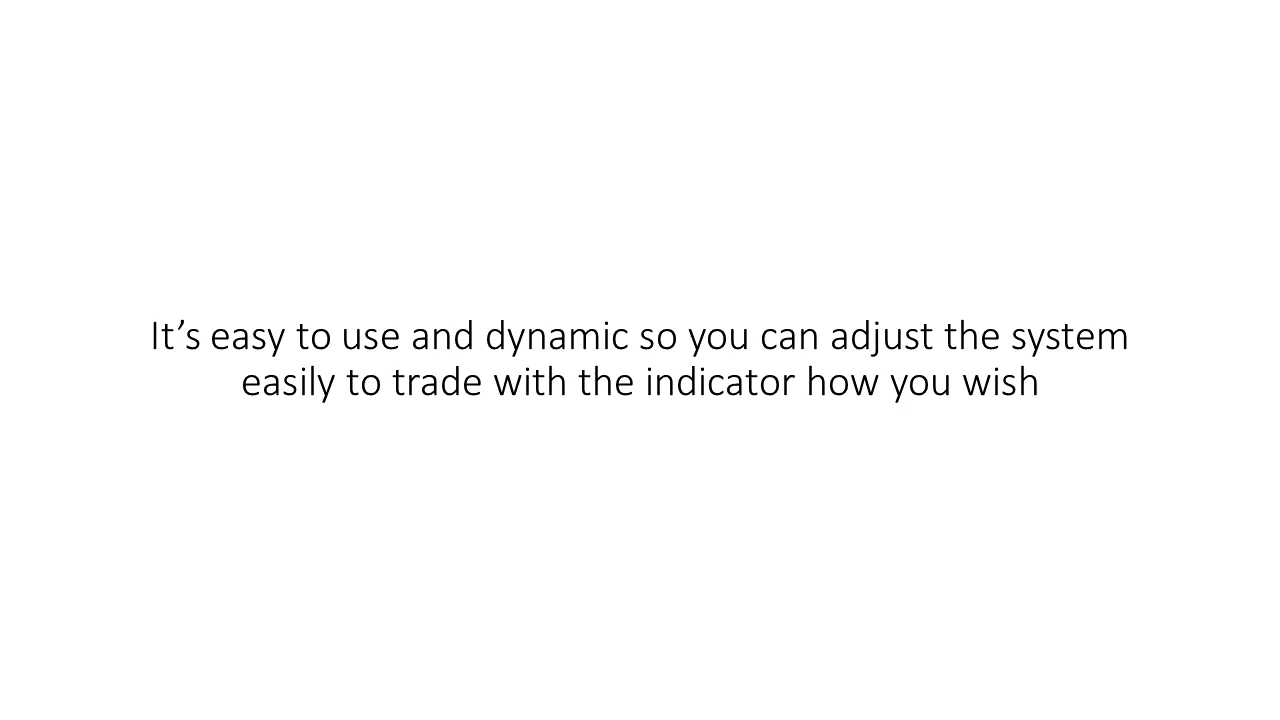 It’s easy to use and dynamic so you can adjust the system
easily to trade with the indicator how you wish